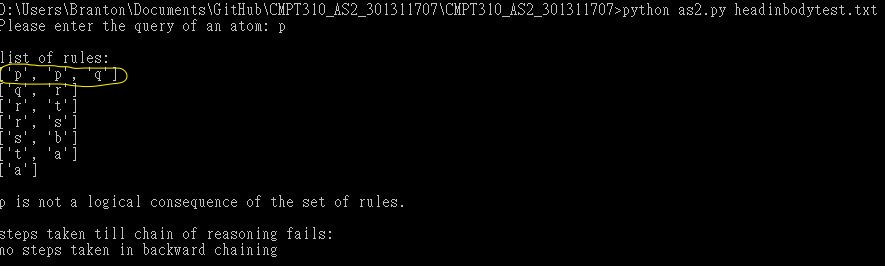 D:\Users\Branton\Documents\GitHub\CMPT310_AS2_301311707\CMPT310_AS2_301311707>python as2.py headinbodytest.txt
Please enter the query of an atom: p
list of rules:
['p', 'p', 'q']
['q', 'r']
['r', 't']
['r', 's']
['s', 'b']
['t', 'a']
['a']
p is not a logical consequence of the set of rules.
steps taken till chain of reasoning fails:
no steps taken in backward chaining